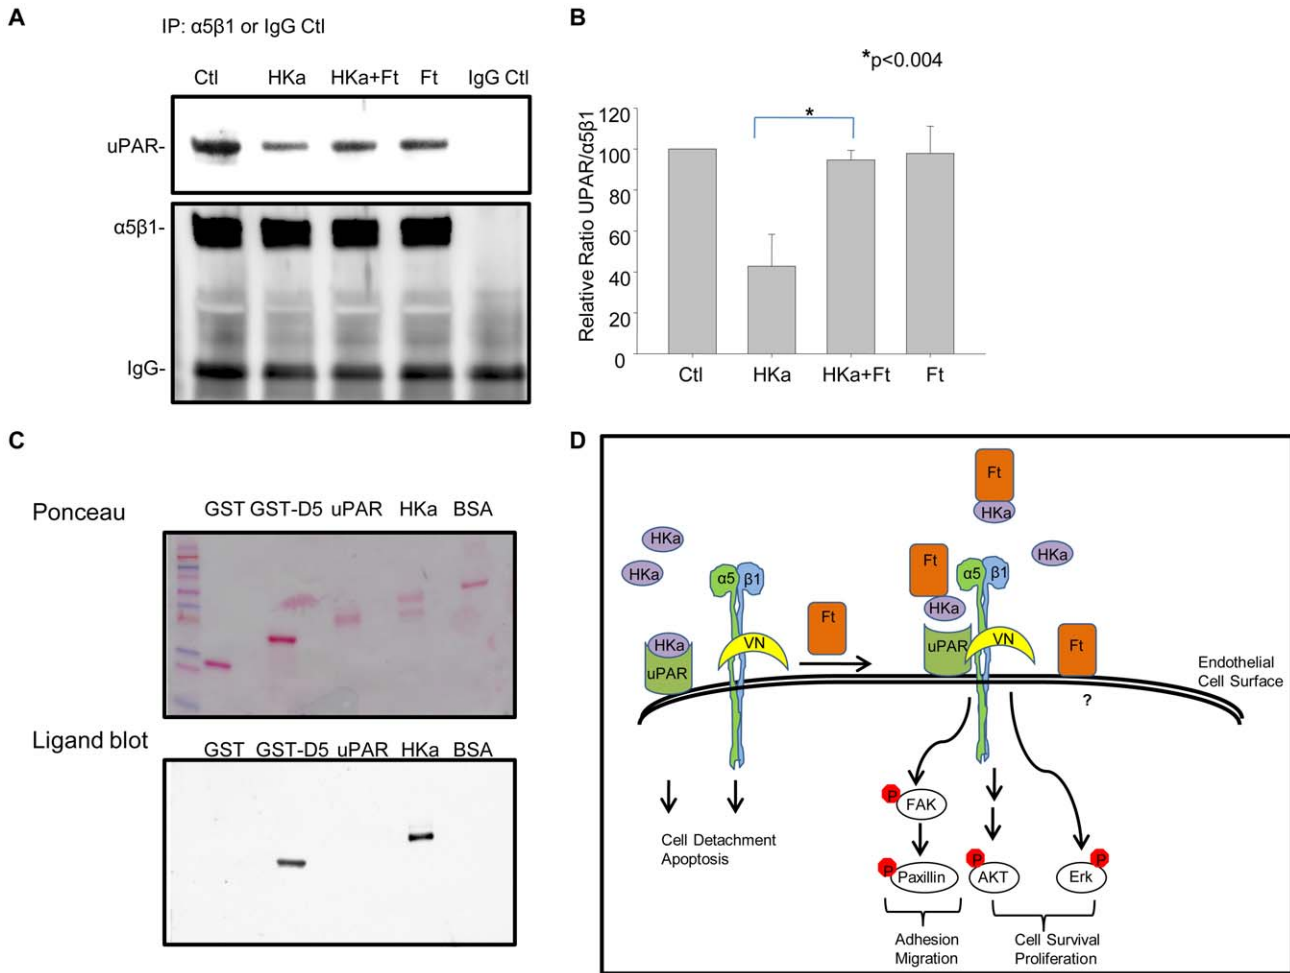 A
IP: α5β1 or IgG Ctl
Ctl HKa HKa+Ft Ft IgG Ctl
uPAR-
α5β1-
IgG-
B
*p<0.004
*
Relative Ratio UPAR/α5β1
120
100
80
60
40
20
0
Ctl HKa HKa+Ft Ft
C
Ponceau
GST GST-D5 uPAR HKa BSA
Ligand blot
GST GST-D5 uPAR HKa BSA
D
Ft
HKa
HKa
HKa
HKa
Ft
α5 β1
α5 β1
HKa
Ft
HKa
uPAR
VN
uPAR
VN
Ft
Endothelial
Cell Surface
?
P
FAK
Cell Detachment
Apoptosis
P
Paxillin
P
AKT
P
Erk
Adhesion
Migration
Cell Survival
Proliferation